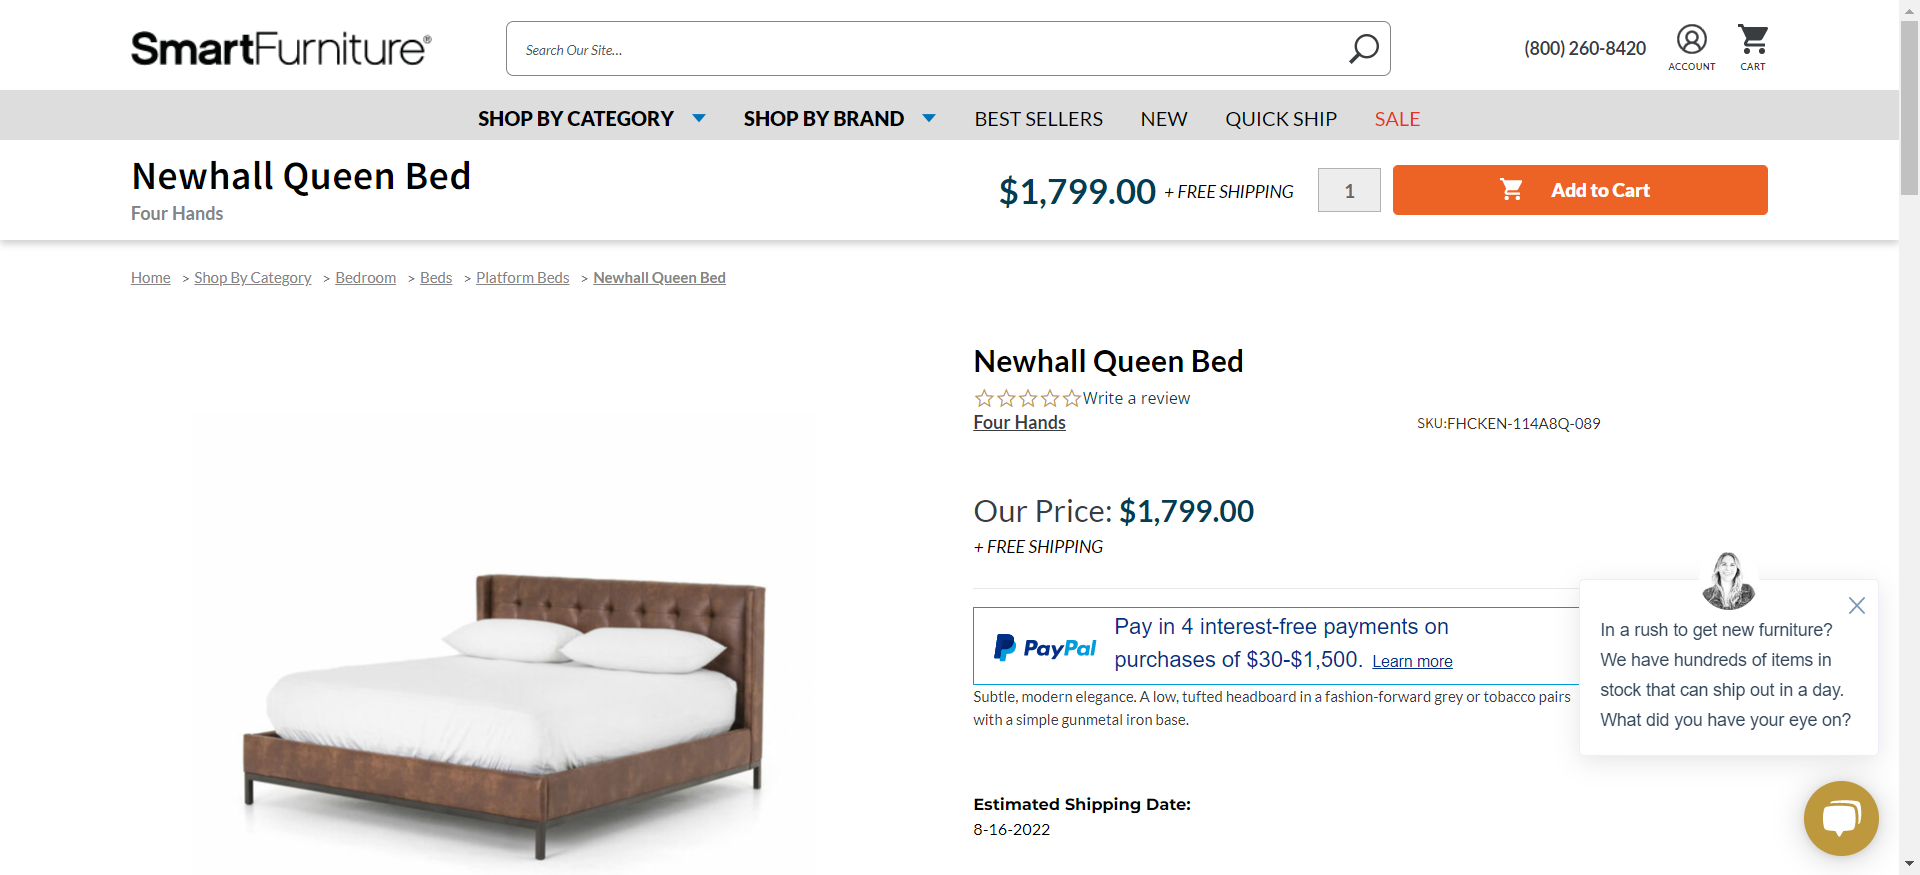 SmartFurniture®
Search Our Site...
(800) 260-8420
ACCOUNT
CART
SHOP BY CATEGORY
SHOP BY BRAND
BEST SELLERS
NEW
QUICK SHIP
SALE
Newhall Queen Bed
Four Hands
$1,799.00 + FREE SHIPPING
1
Add to Cart
Home > Shop By Category > Bedroom > Beds > Platform Beds > Newhall Queen Bed
Newhall Queen Bed
Write a review
Four Hands
SKU:FHCKEN-114A8Q-089
Our Price: $1,799.00
+ FREE SHIPPING
PayPal
Pay in 4 interest-free payments on
purchases of $30-$1,500. Learn more
Subtle, modern elegance. A low, tufted headboard in a fashion-forward grey or tobacco pairs
with a simple gunmetal iron base.
Estimated Shipping Date:
8-16-2022
In a rush to get new furniture?
We have hundreds of items in
stock that can ship out in a day.
What did you have your eye on?